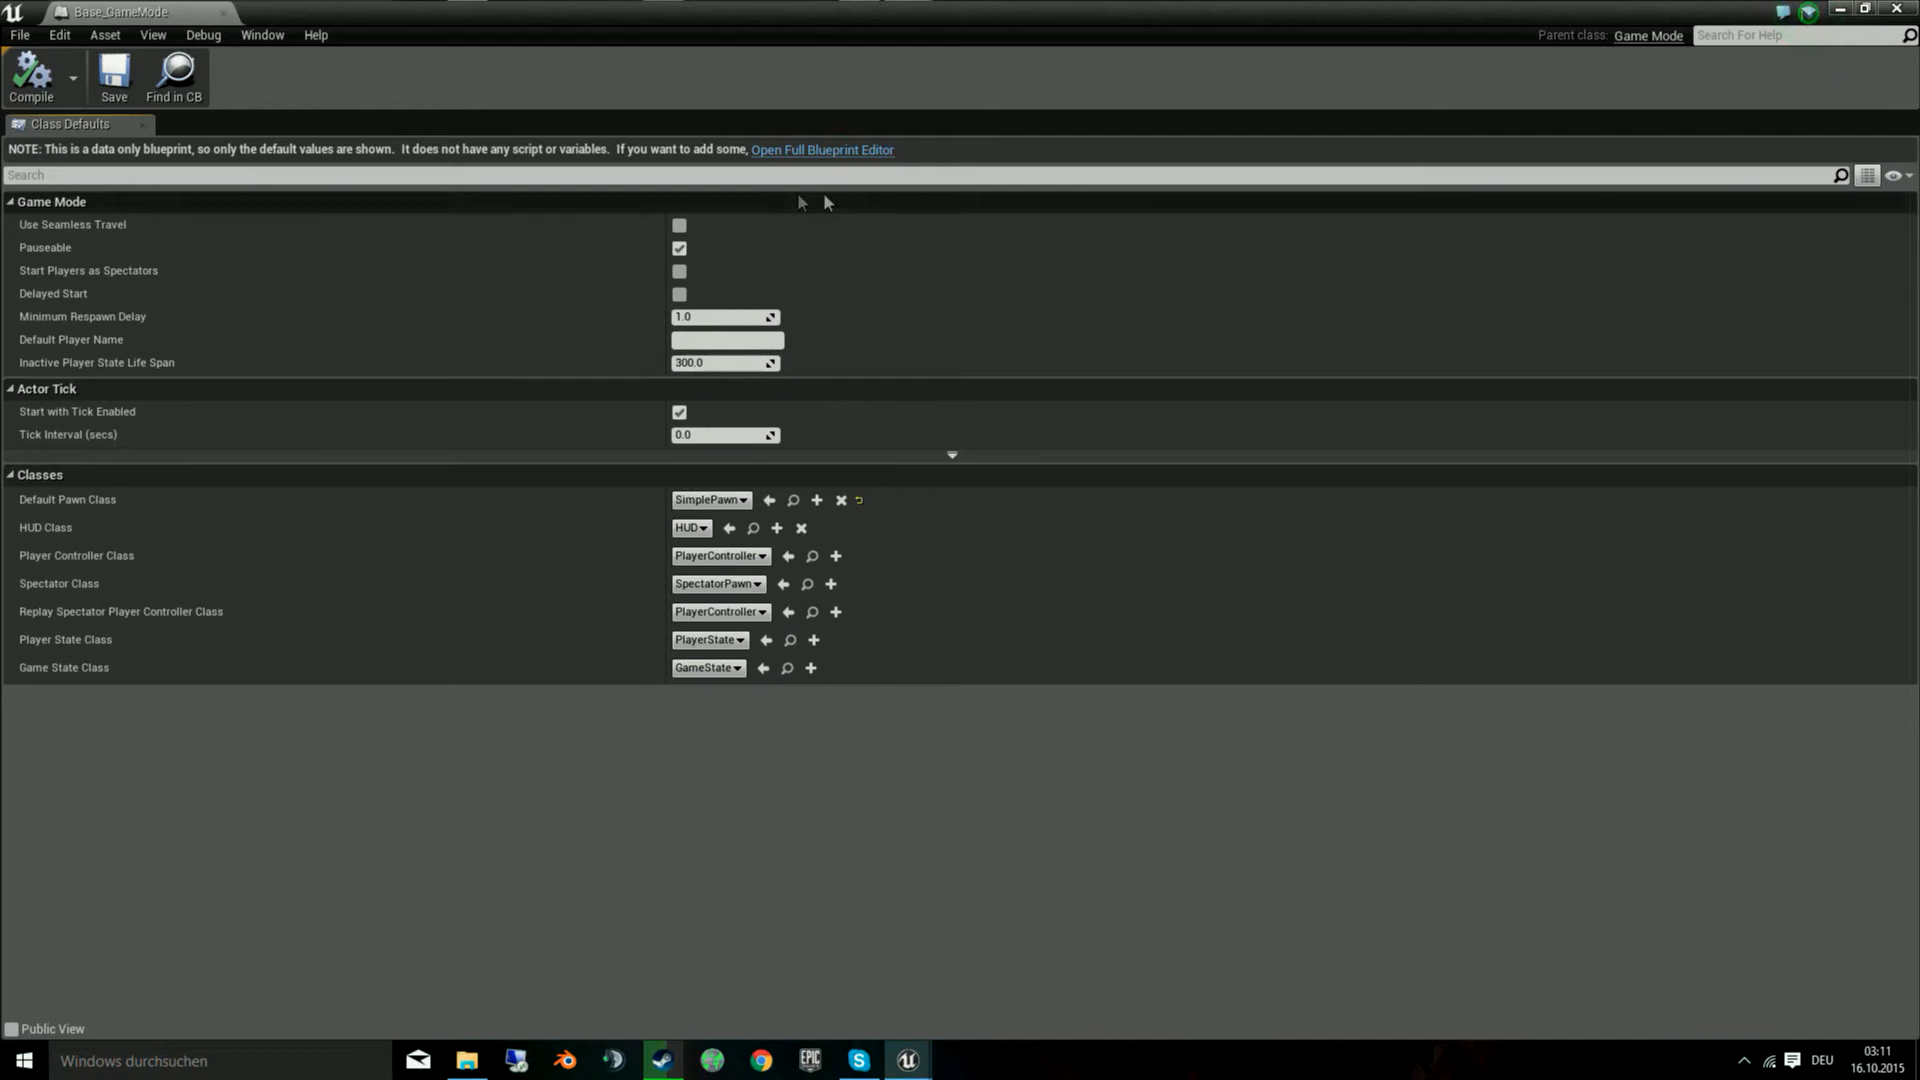 Base_GameMode
File Edit Asset View Debug Window Help
Parent class: Game Mode Search For Help
Compile Save Find in CB
Class Defaults
NOTE: This is a data only blueprint, so only the default values are shown. It does not have any script or variables. If you want to add some, Open Full Blueprint Editor
Search
Game Mode
Use Seamless Travel
Pauseable
Start Players as Spectators
Delayed Start
Minimum Respawn Delay 1.0
Default Player Name
Inactive Player State Life Span 300.0
Actor Tick
Start with Tick Enabled
Tick Interval (secs) 0.0
Classes
Default Pawn Class SimplePawn
HUD Class HUD
Player Controller Class PlayerController
Spectator Class SpectatorPawn
Replay Spectator Player Controller Class PlayerController
Player State Class PlayerState
Game State Class GameState
Public View
Windows durchsuchen EPIC GAMES DEU 03:11
16.10.2015